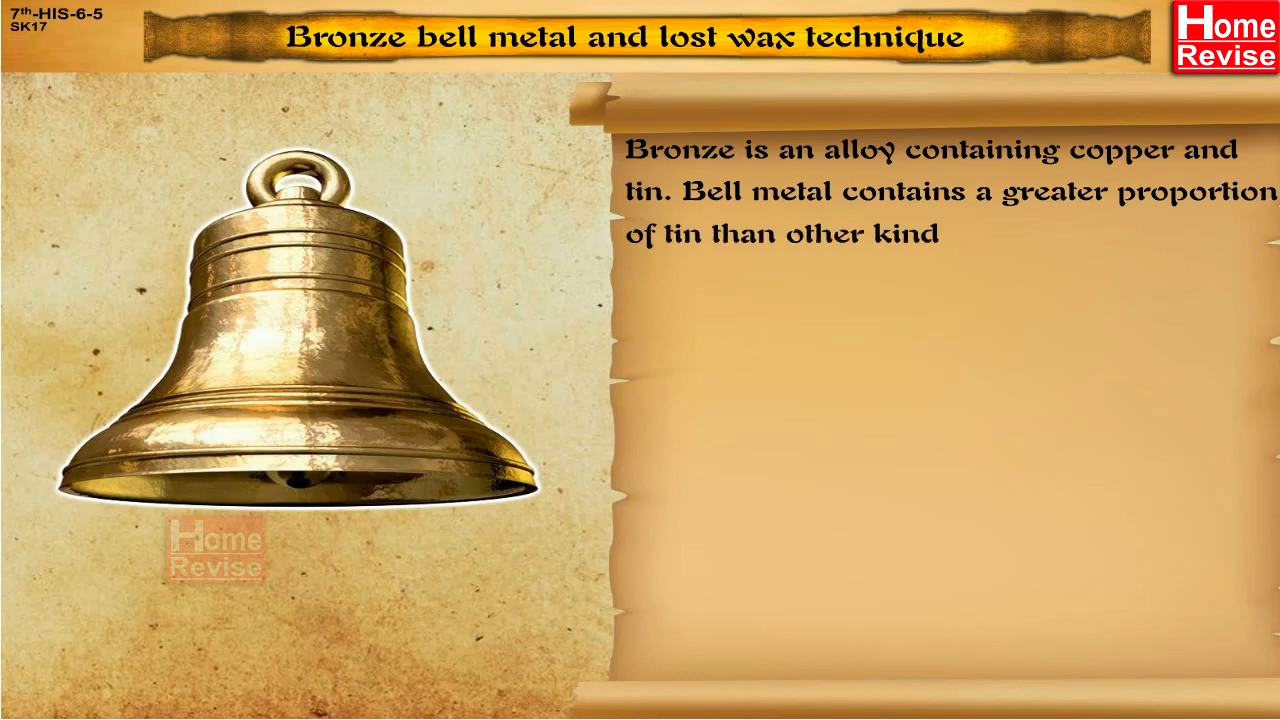 7th-HIS-6-5
SK17
Bronze bell metal and lost wax technique
Home
Revise
Bronze is an alloy containing copper and
tin. Bell metal contains a greater proportion
of tin than other kind
Home
Revise